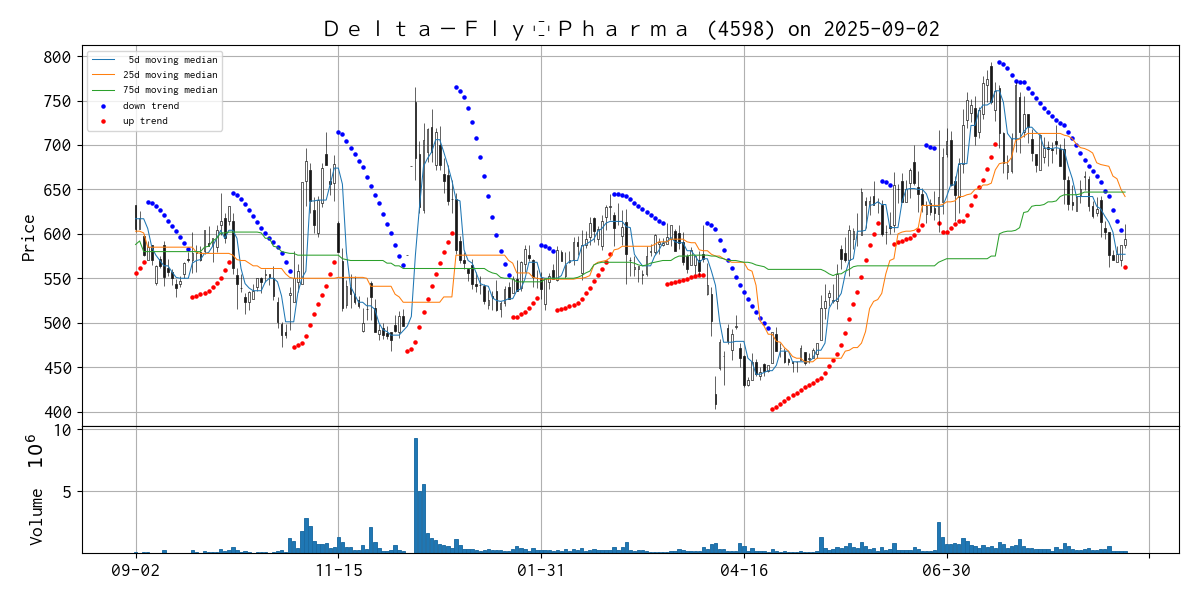 Ｄｅｌｔａ－Ｆｌｙ　Ｐｈａｒｍａ (4598) on 2025-09-02
5d moving median
25d moving median
75d moving median
down trend
up trend
800
750
700
650
600
550
500
450
400
Price
10
5
Volume 10^6
09-02
11-15
01-31
04-16
06-30